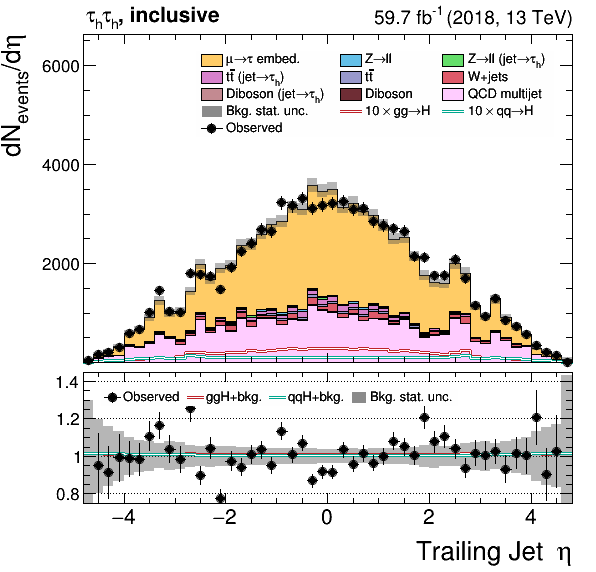 τhτh, inclusive 59.7 fb-1 (2018, 13 TeV)
dNevents/dη
6000
4000
2000
μ→τ embed. Z→ll Z→ll (jet→τh)
tt̄ (jet→τh) tt̄ W+jets
Diboson (jet→τh) Diboson QCD multijet
Bkg. stat. unc. 10 × gg→H 10 × qq→H
Observed
1.4
1.2
1
0.8
Observed ggH+bkg. qqH+bkg. Bkg. stat. unc.
−4 −2 0 2 4
Trailing Jet η